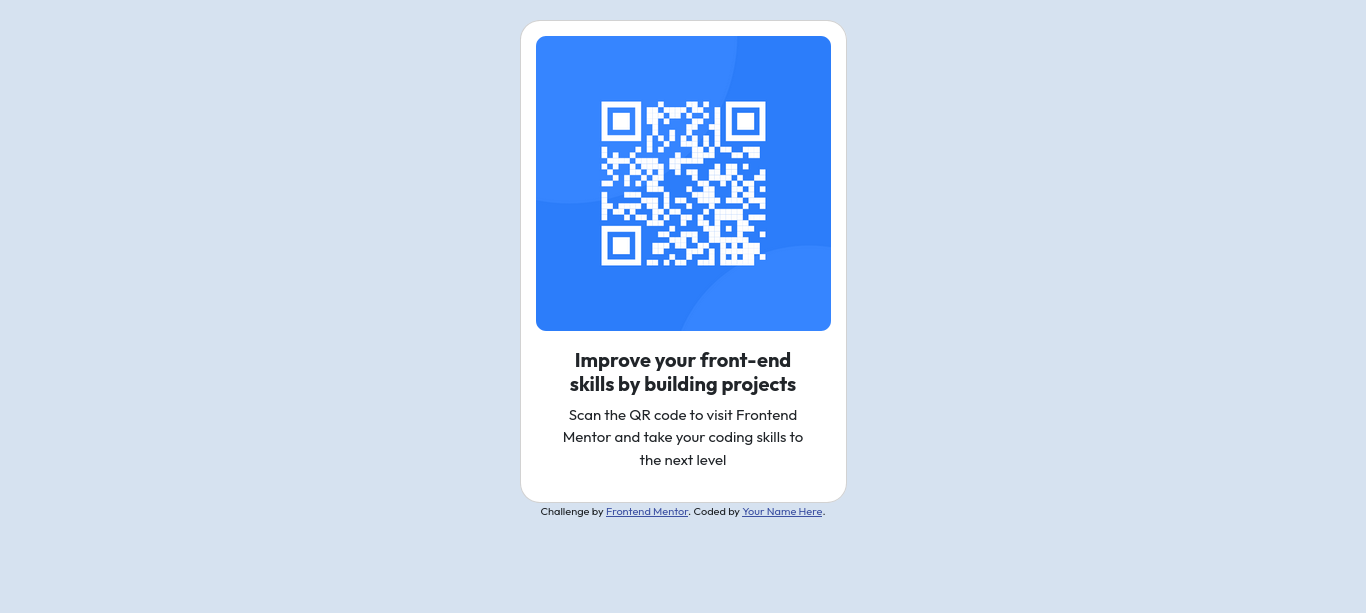 Improve your front-end
skills by building projects
Scan the QR code to visit Frontend
Mentor and take your coding skills to
the next level
Challenge by Frontend Mentor. Coded by Your Name Here.